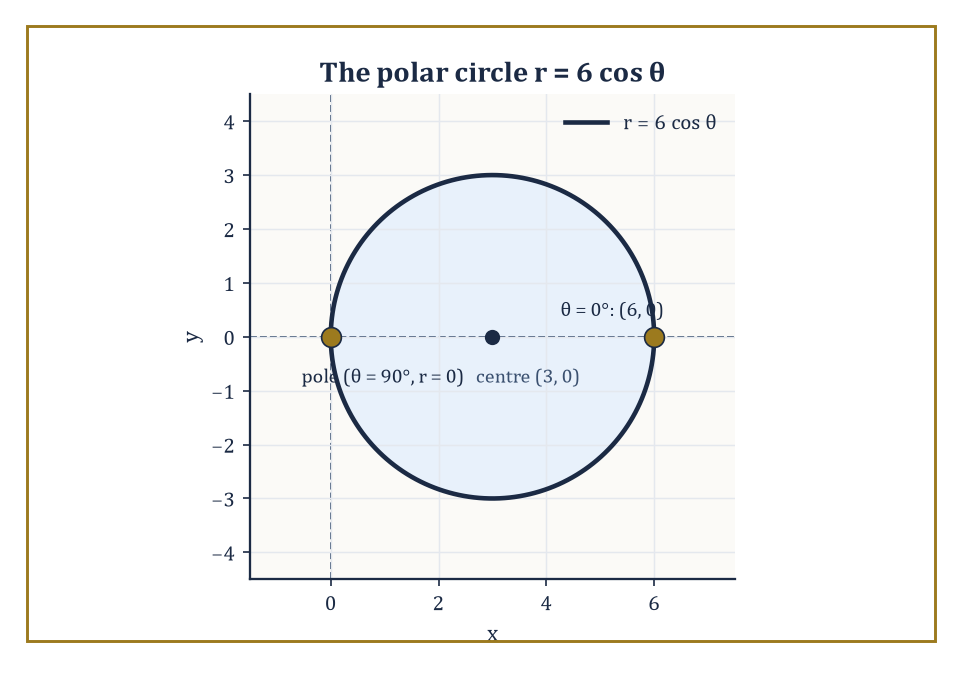 The polar circle r = 6 cos θ
r = 6 cos θ
4
3
2
1
0
−1
−2
−3
−4
y
θ = 0°: (6, 0)
pole (θ = 90°, r = 0)
centre (3, 0)
0
2
4
6
x